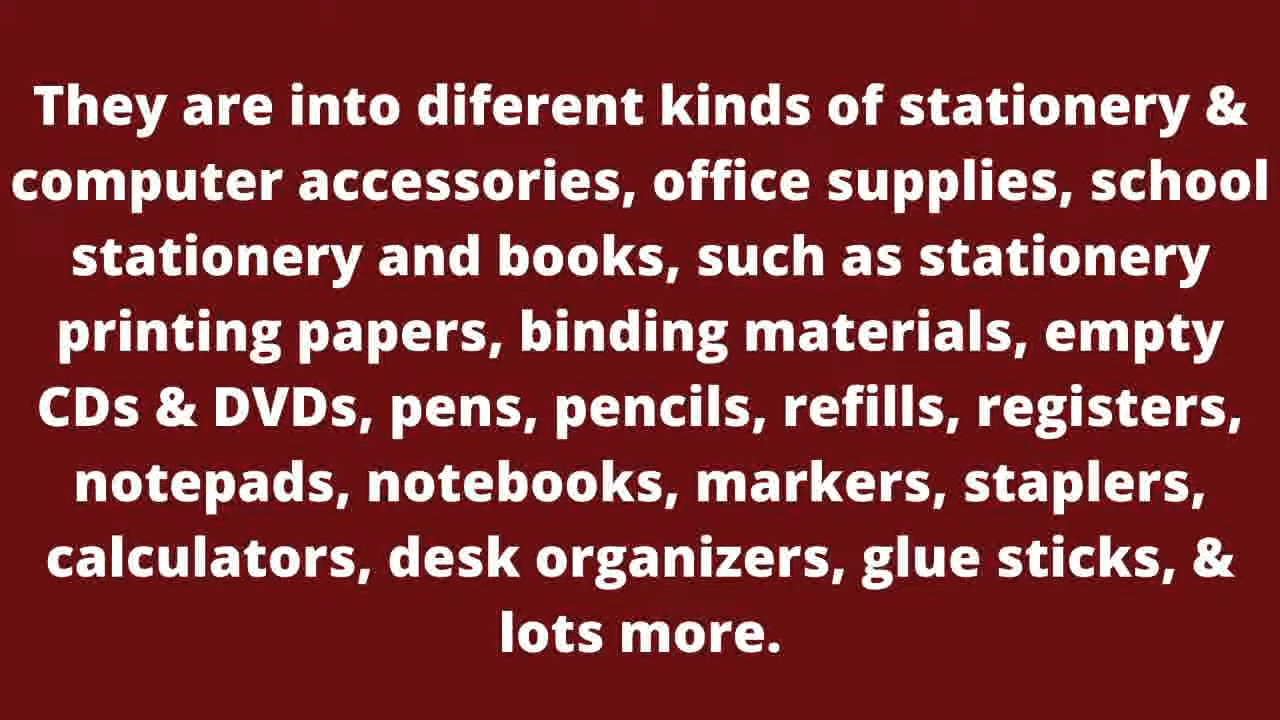 They are into diferent kinds of stationery &
computer accessories, office supplies, school
stationery and books, such as stationery
printing papers, binding materials, empty
CDs & DVDs, pens, pencils, refills, registers,
notepads, notebooks, markers, staplers,
calculators, desk organizers, glue sticks, &
lots more.